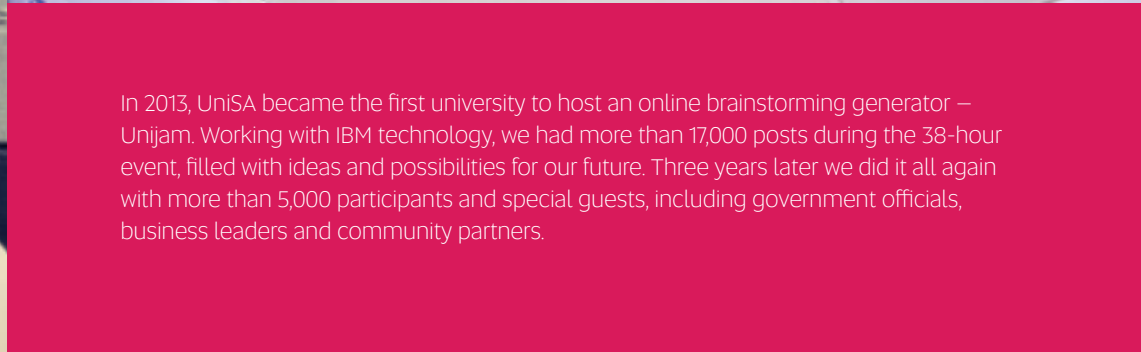 In 2013, UniSA became the first university to host an online brainstorming generator –
Unijam. Working with IBM technology, we had more than 17,000 posts during the 38-hour
event, filled with ideas and possibilities for our future. Three years later we did it all again
with more than 5,000 participants and special guests, including government officials,
business leaders and community partners.